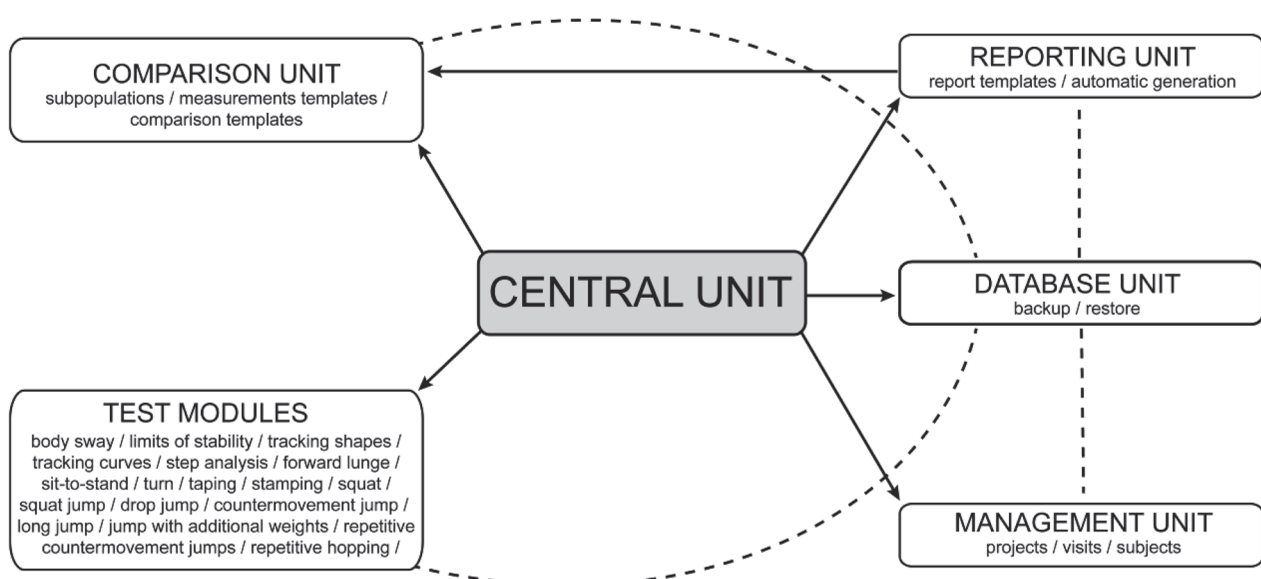 COMPARISON UNIT
subpopulations / measurements templates /
comparison templates
REPORTING UNIT
report templates / automatic generation
CENTRAL UNIT
DATABASE UNIT
backup / restore
TEST MODULES
body sway / limits of stability / tracking shapes /
tracking curves / step analysis / forward lunge /
sit-to-stand / turn / taping / stamping / squat /
squat jump / drop jump / countermovement jump /
long jump / jump with additional weights / repetitive
countermovement jumps / repetitive hopping /
MANAGEMENT UNIT
projects / visits / subjects